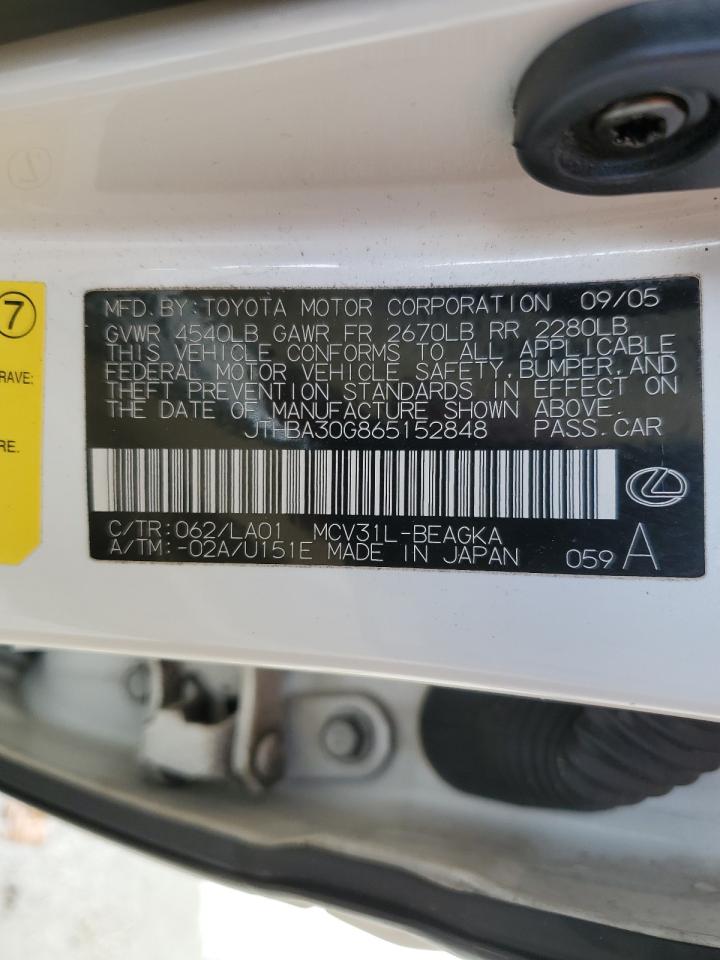 7
RAVE:
RE.
MFD. BY: TOYOTA MOTOR CORPORATION 09/05
GVWR 4540LB GAWR FR 2670LB RR 2280LB
THIS VEHICLE CONFORMS TO ALL APPLICABLE
FEDERAL MOTOR VEHICLE SAFETY, BUMPER, AND
THEFT PREVENTION STANDARDS IN EFFECT ON
THE DATE OF MANUFACTURE SHOWN ABOVE.
JTHBA30G865152848 PASS. CAR
C/TR: 062/LA01 MCV31L-BEAGKA
A/TM: -02A/U151E MADE IN JAPAN 059 A